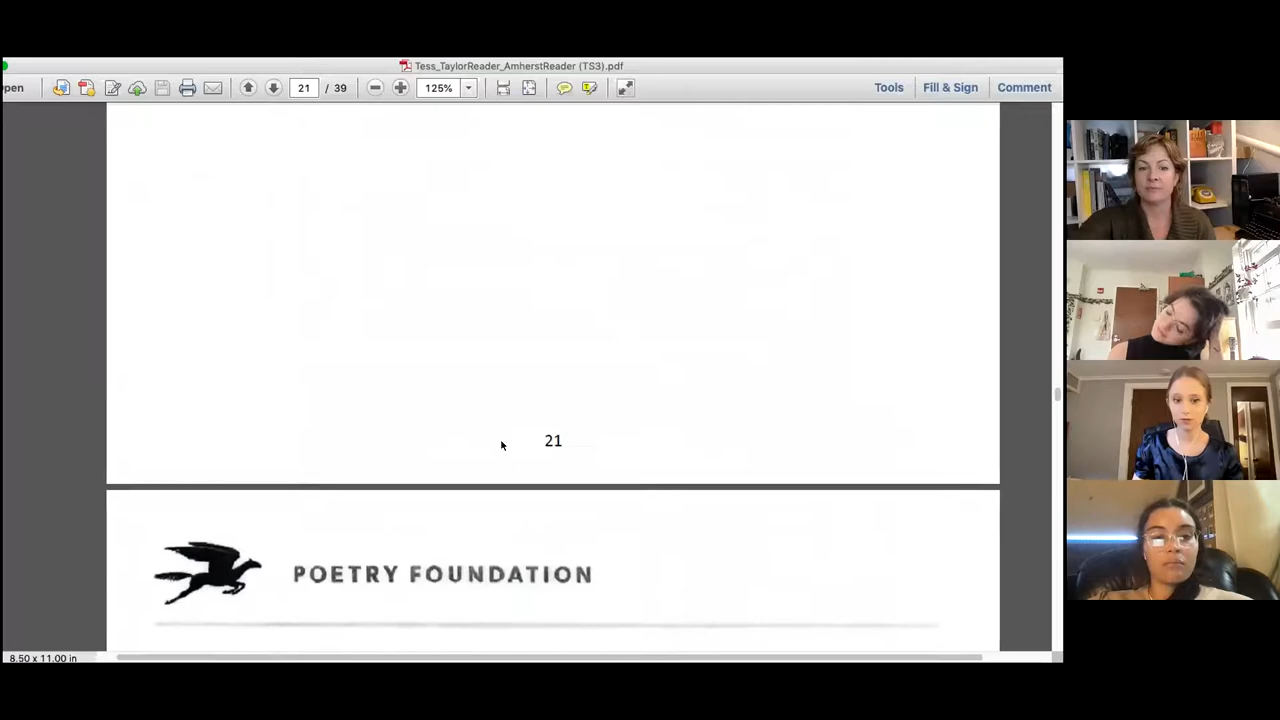 Tess_TaylorReader_AmherstReader (TS3).pdf
pen
21 / 39
125%
Tools
Fill & Sign
Comment
21
POETRY FOUNDATION
8.50 x 11.00 in